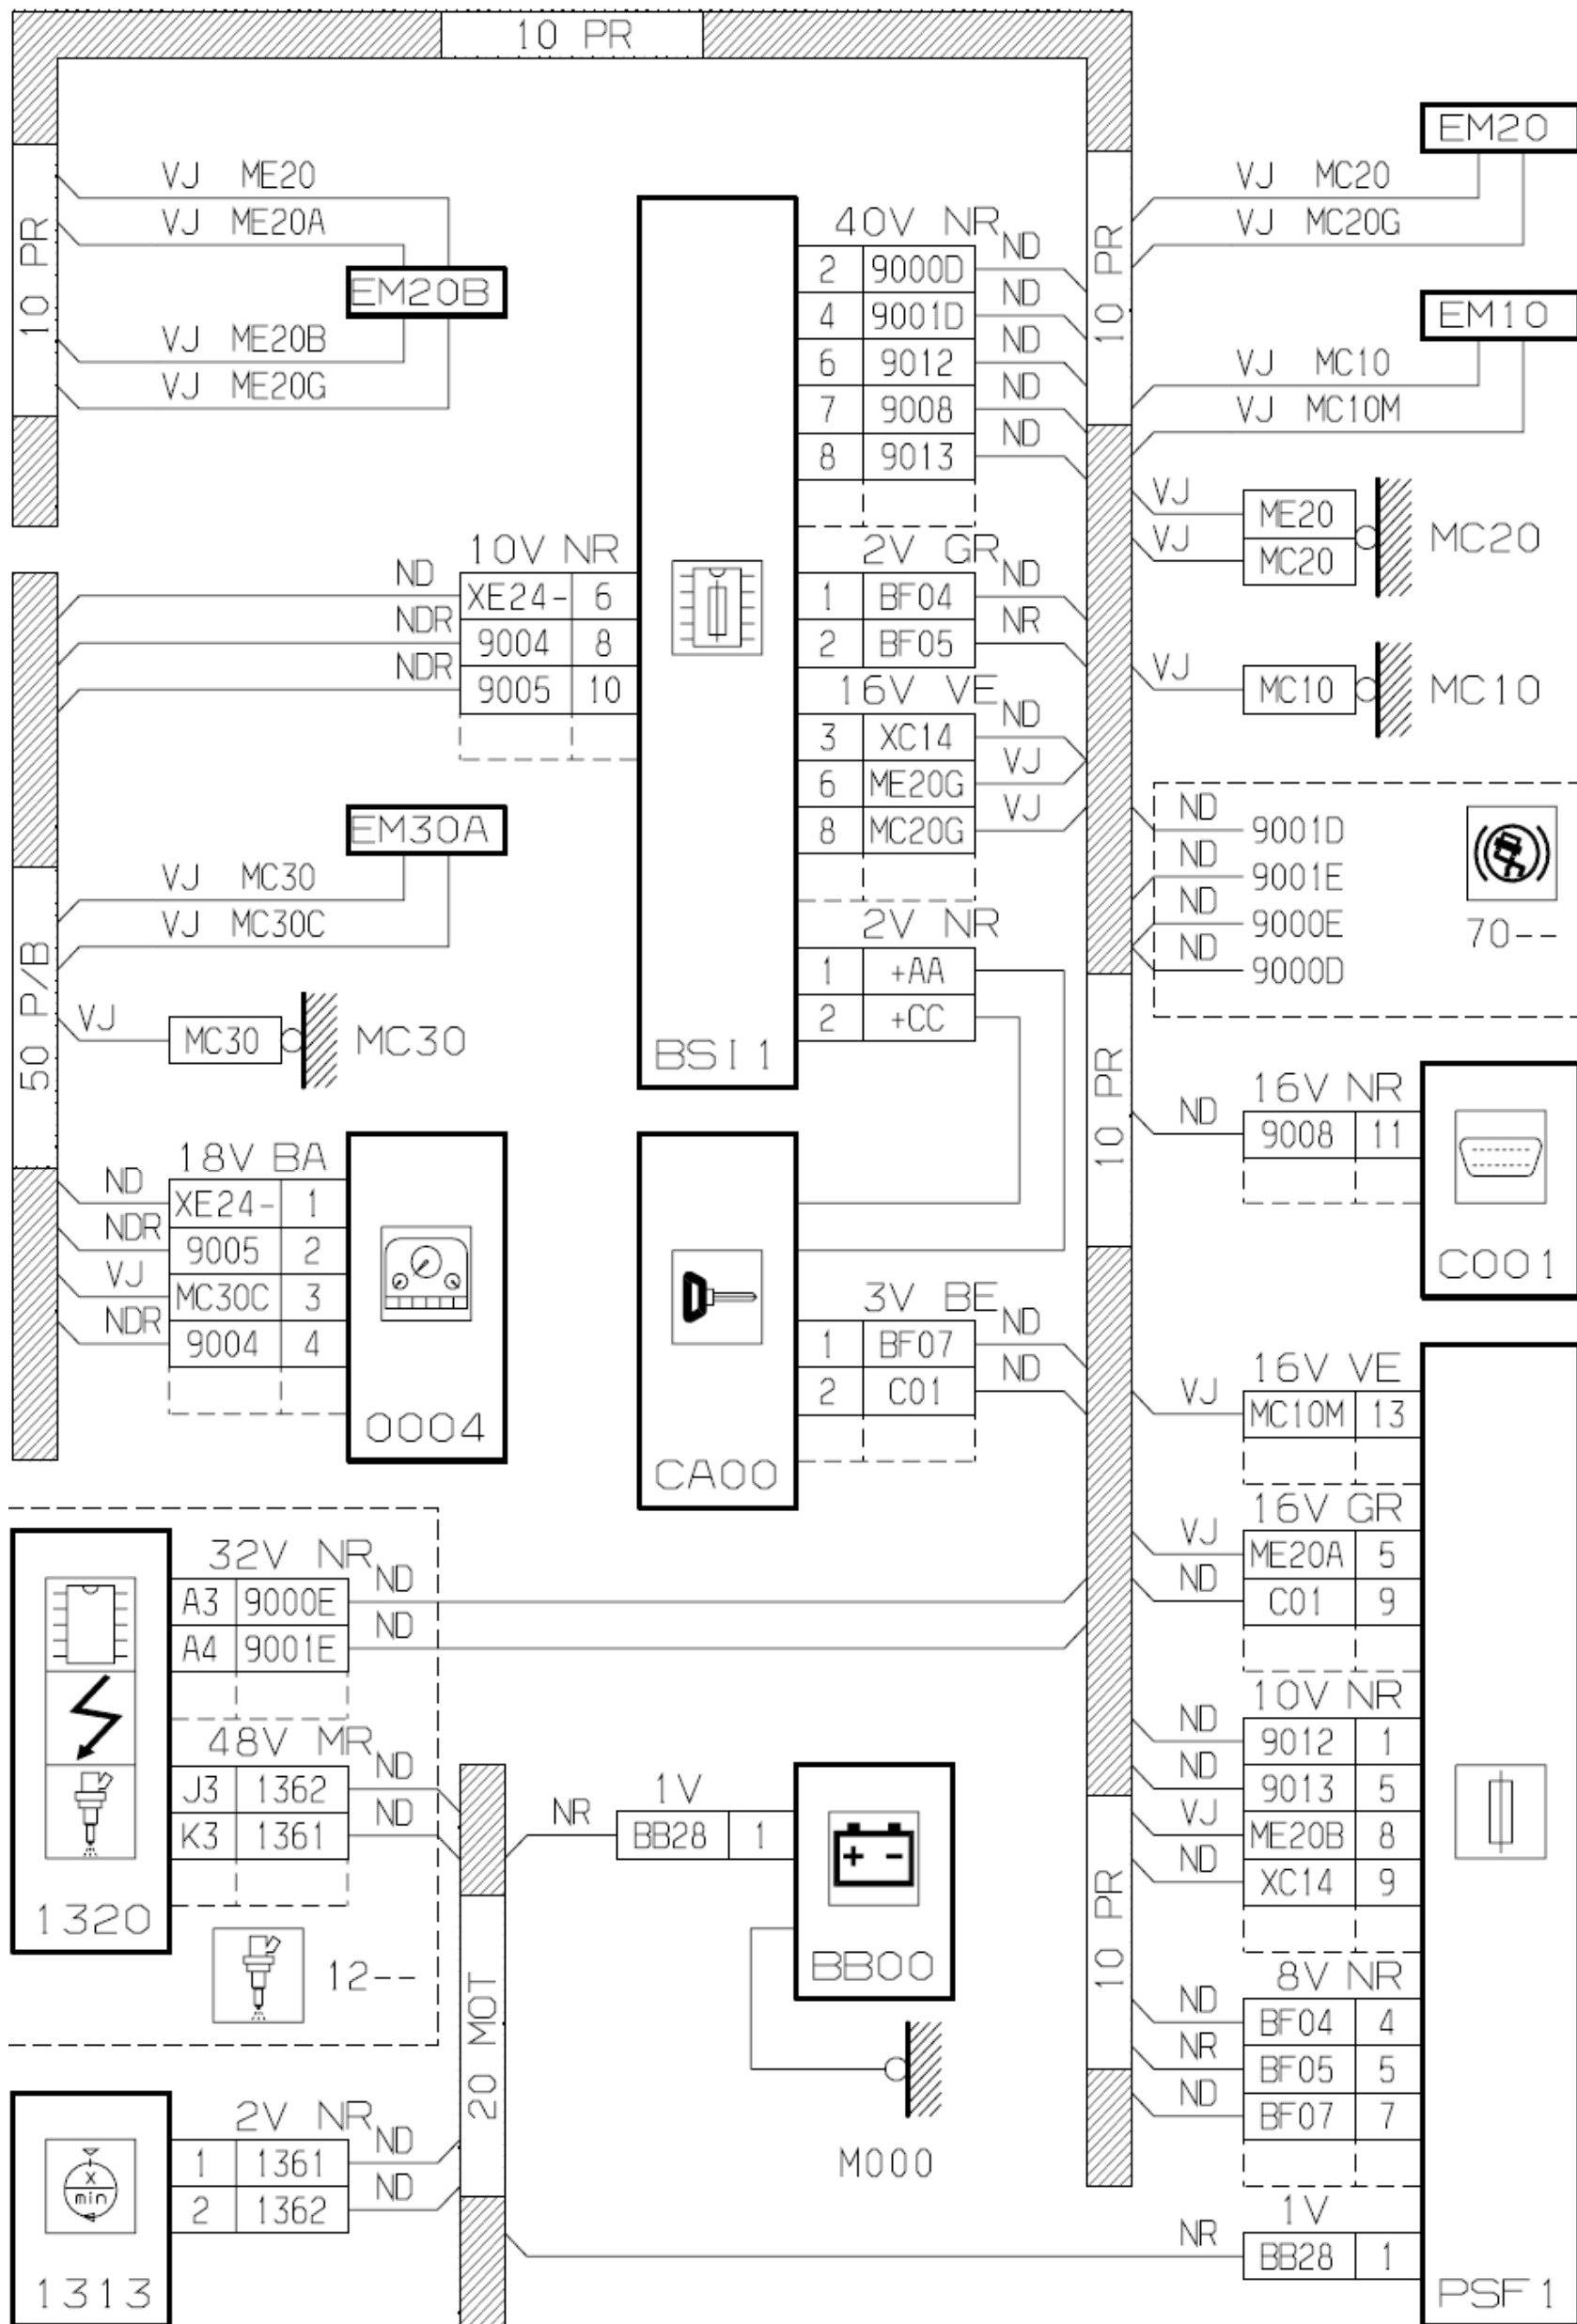 10 PR
EM20
VJ ME20
VJ MC20
VJ ME20A
VJ MC20G
10 PR
EM20B
40V NR
2 9000D ND
4 9001D ND
6 9012 ND
7 9008 ND
8 9013 ND
10 PR
EM10
VJ ME20B
VJ MC10
VJ ME20G
VJ MC10M
VJ ME20
VJ MC20
MC20
10V NR
ND XE24- 6
NDR 9004 8
NDR 9005 10
2V GR
1 BF04 ND
2 BF05 NR
VJ MC10
MC10
16V VE
3 XC14 ND
6 ME20G VJ
8 MC20G VJ
EM30A
VJ MC30
VJ MC30C
ND 9001D
ND 9001E
ND 9000E
ND 9000D
70--
2V NR
1 +AA
2 +CC
50 P/B
VJ MC30
MC30
BSI1
10 PR
16V NR
ND 9008 11
C001
18V BA
ND XE24- 1
NDR 9005 2
VJ MC30C 3
NDR 9004 4
0004
3V BE
1 BF07 ND
2 C01 ND
CA00
16V VE
VJ MC10M 13
16V GR
VJ ME20A 5
ND C01 9
32V NR
A3 9000E ND
A4 9001E ND
48V MR
J3 1362 ND
K3 1361 ND
1320
12--
10V NR
ND 9012 1
ND 9013 5
VJ ME20B 8
ND XC14 9
1V
NR BB28 1
+ -
BB00
10 PR
20 MOT
M000
8V NR
ND BF04 4
NR BF05 5
ND BF07 7
2V NR
1 1361 ND
2 1362 ND
x
min
1313
1V
NR BB28 1
PSF1